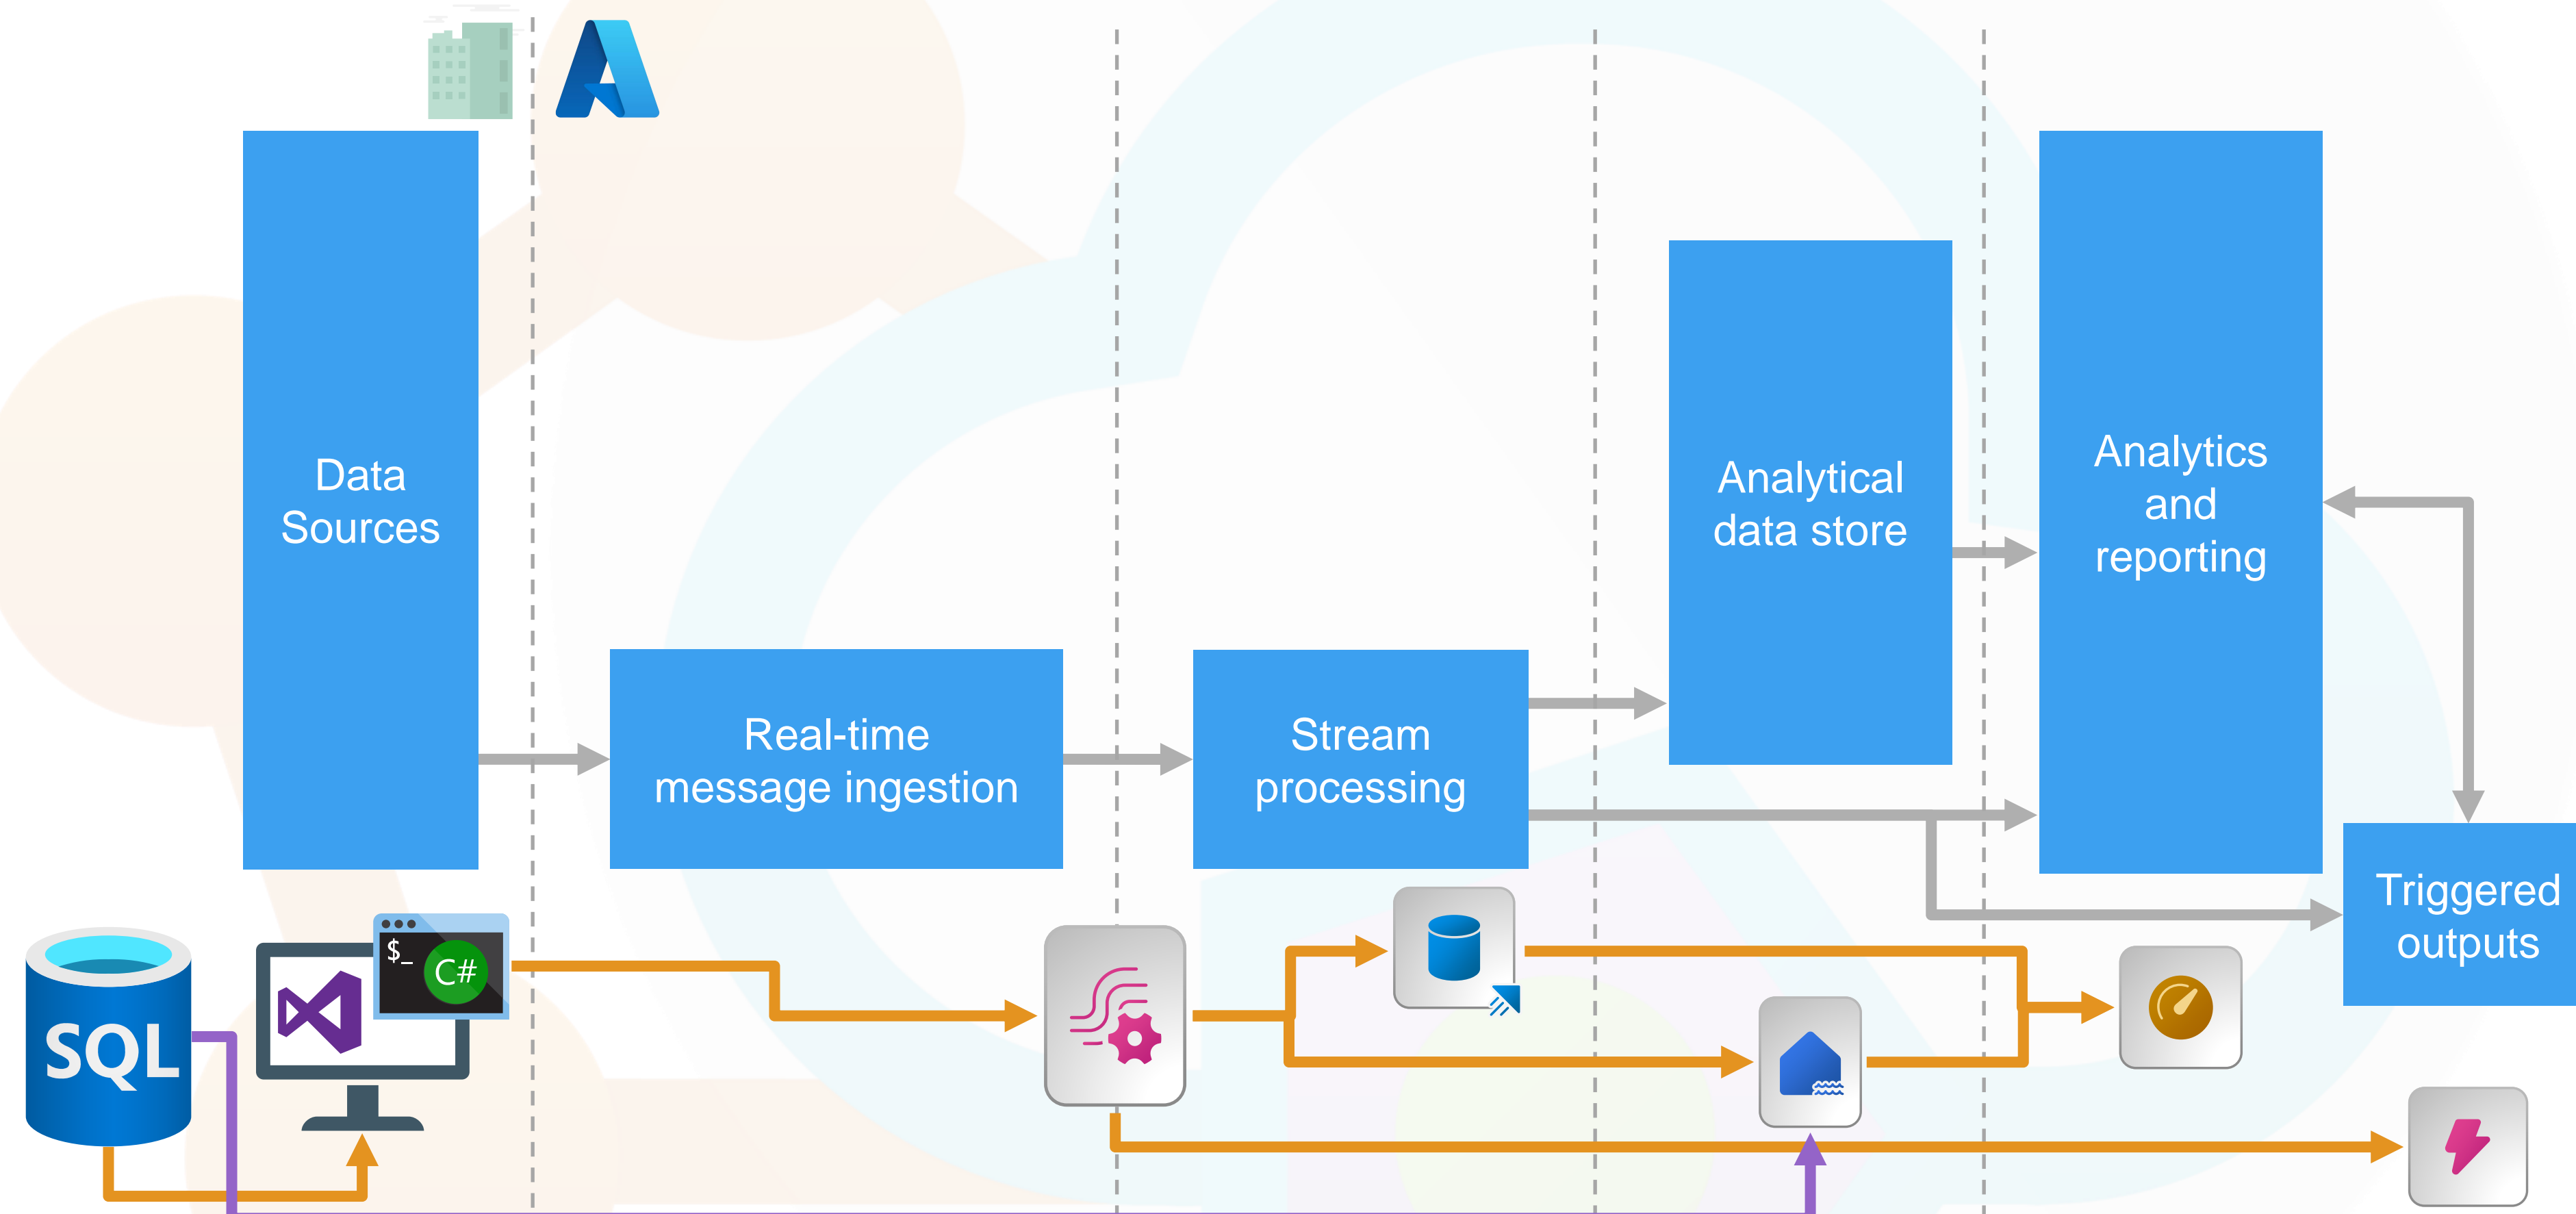 Data
Sources
Real-time
message ingestion
Stream
processing
Analytical
data store
Analytics
and
reporting
Triggered
outputs
SQL
$_
C#